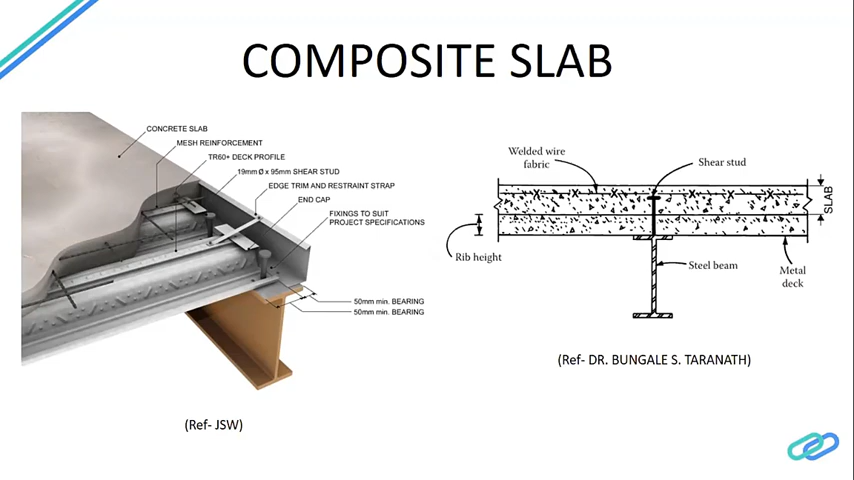 COMPOSITE SLAB
CONCRETE SLAB
MESH REINFORCEMENT
TR60+ DECK PROFILE
19mm Ø x 95mm SHEAR STUD
EDGE TRIM AND RESTRAINT STRAP
END CAP
FIXINGS TO SUIT
PROJECT SPECIFICATIONS
50mm min. BEARING
50mm min. BEARING
(Ref- JSW)
Welded wire
fabric
Shear stud
SLAB
Rib height
Steel beam
Metal
deck
(Ref- DR. BUNGALE S. TARANATH)